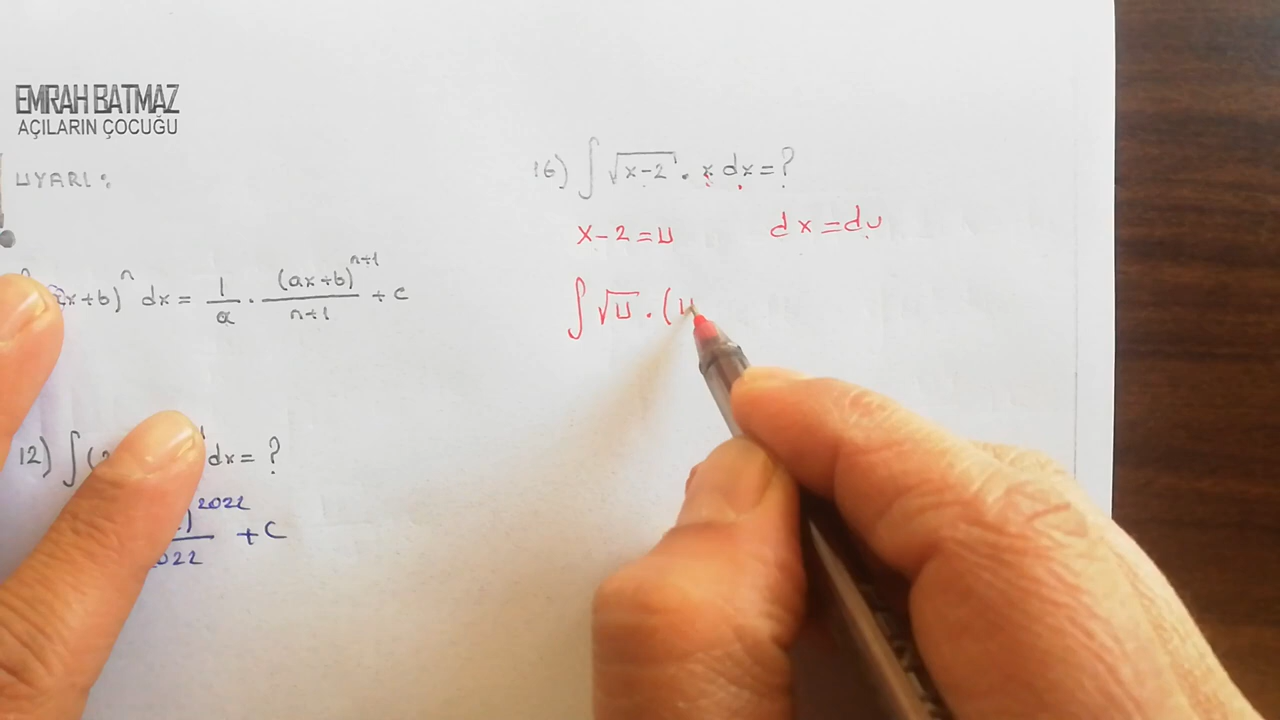 EMRAH BATMAZ
AÇILARIN ÇOCUĞU
UYARI:
x+b)^n dx = 1/a . (ax+b)^(n+1)/(n+1) + c
12) ∫( dx = ?
2022
022 + C
16) ∫ √(x-2) . x dx = ?
x-2=u dx=du
∫ √u . (u